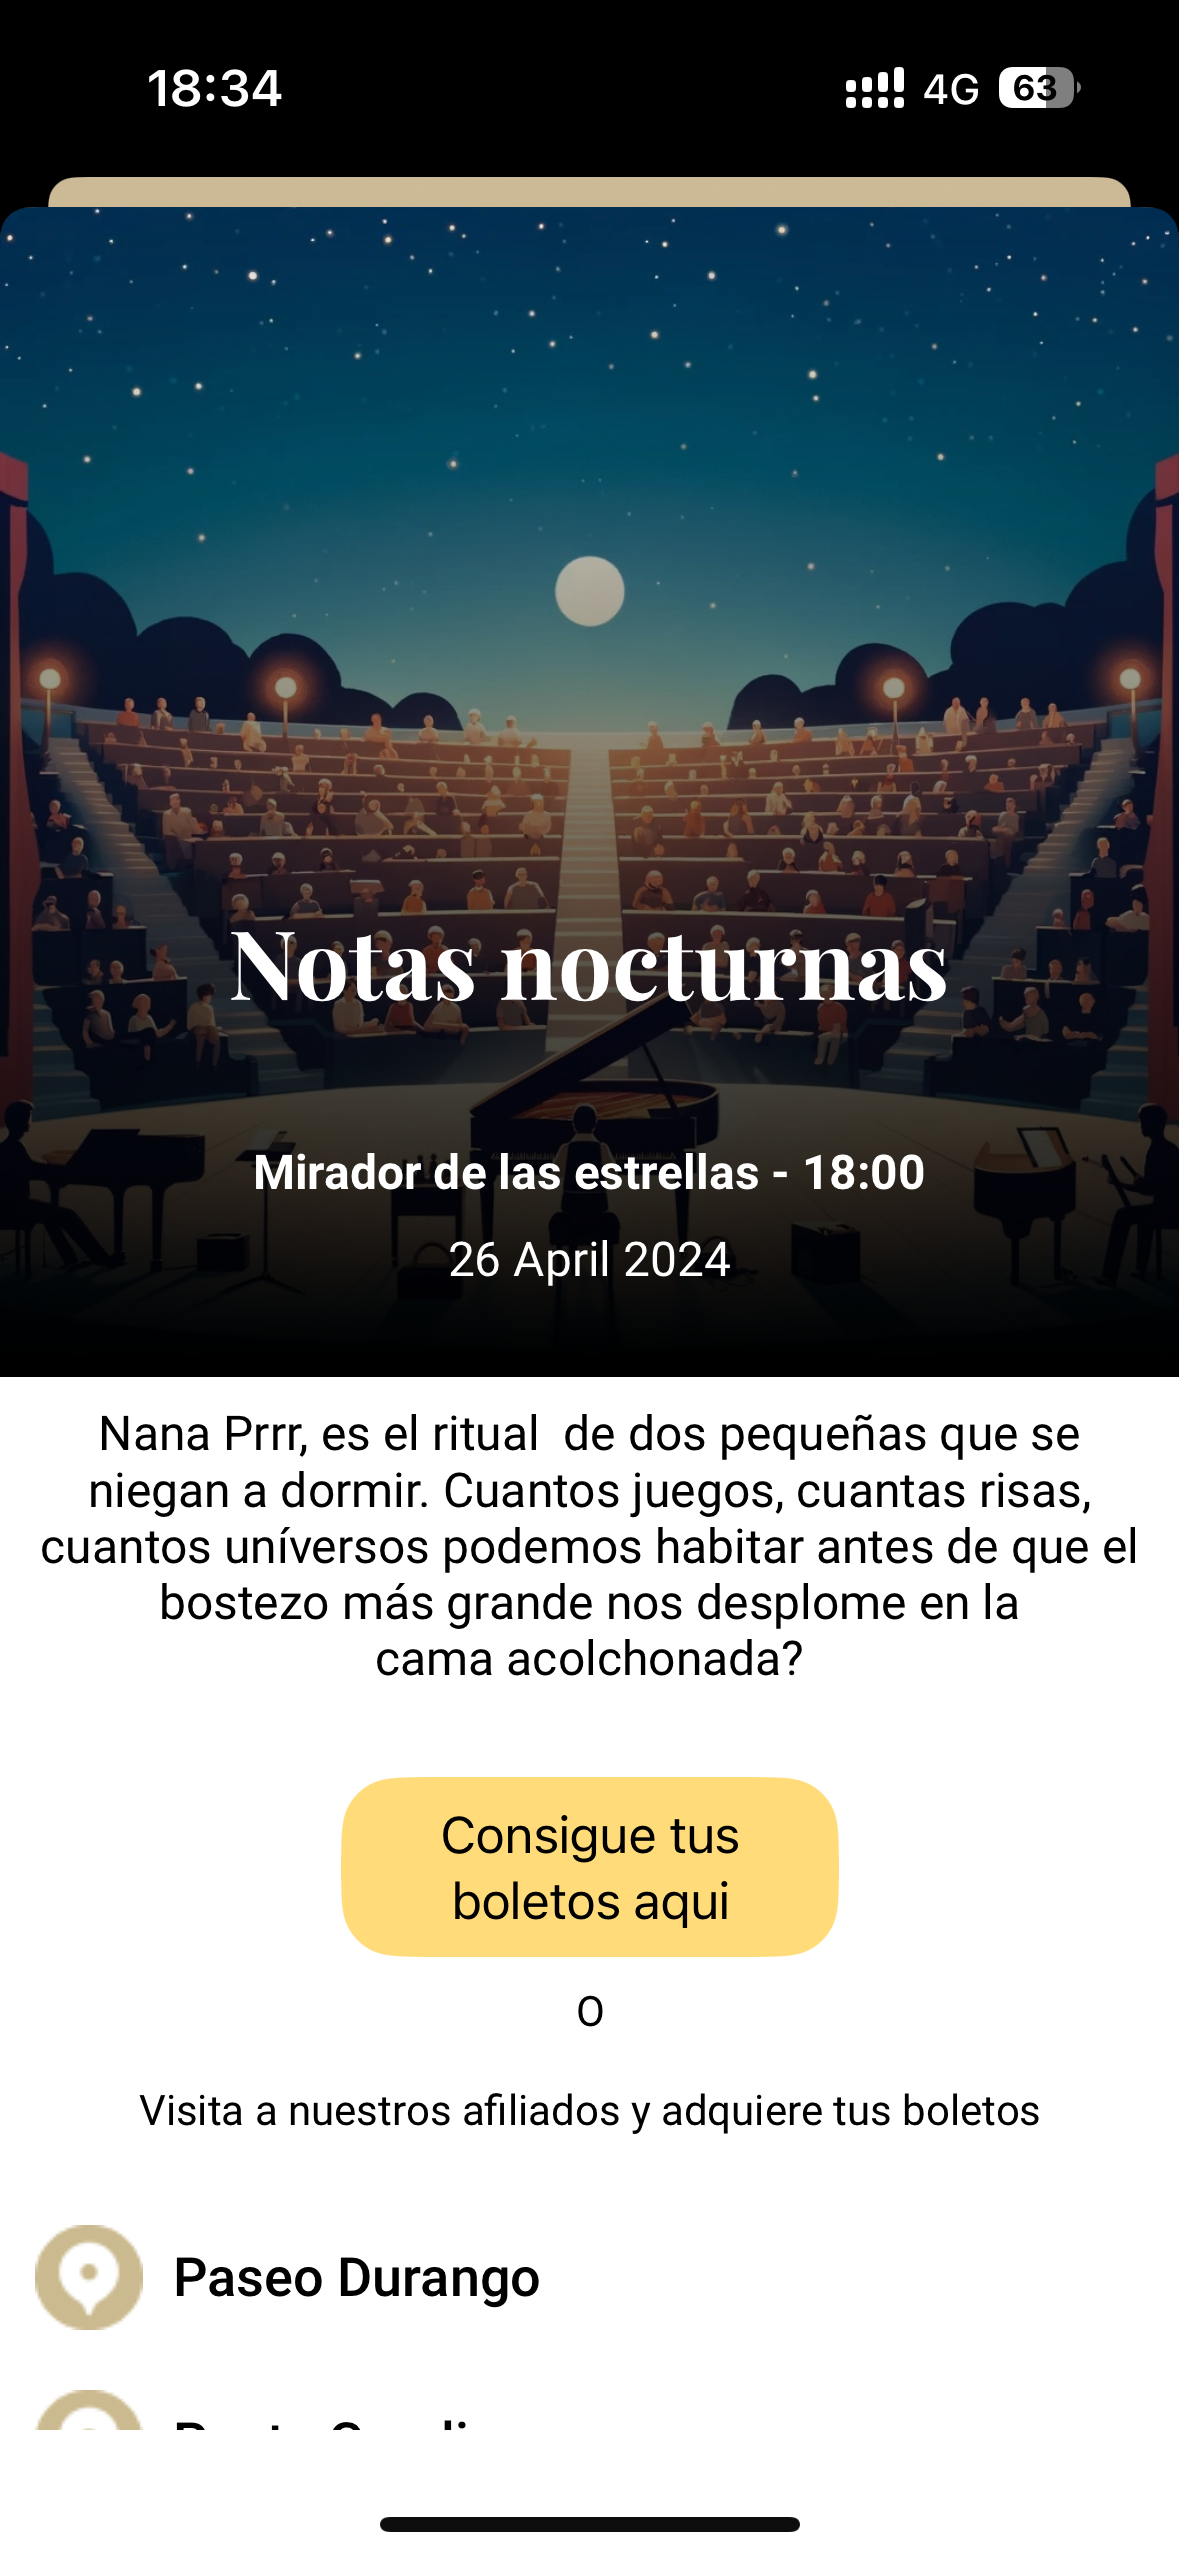 18:34
4G
63
Notas nocturnas
Mirador de las estrellas - 18:00
26 April 2024
Nana Prrr, es el ritual  de dos pequeñas que se
niegan a dormir. Cuantos juegos, cuantas risas,
cuantos uníversos podemos habitar antes de que el
bostezo más grande nos desplome en la
cama acolchonada?
Consigue tus
boletos aqui
O
Visita a nuestros afiliados y adquiere tus boletos
Paseo Durango